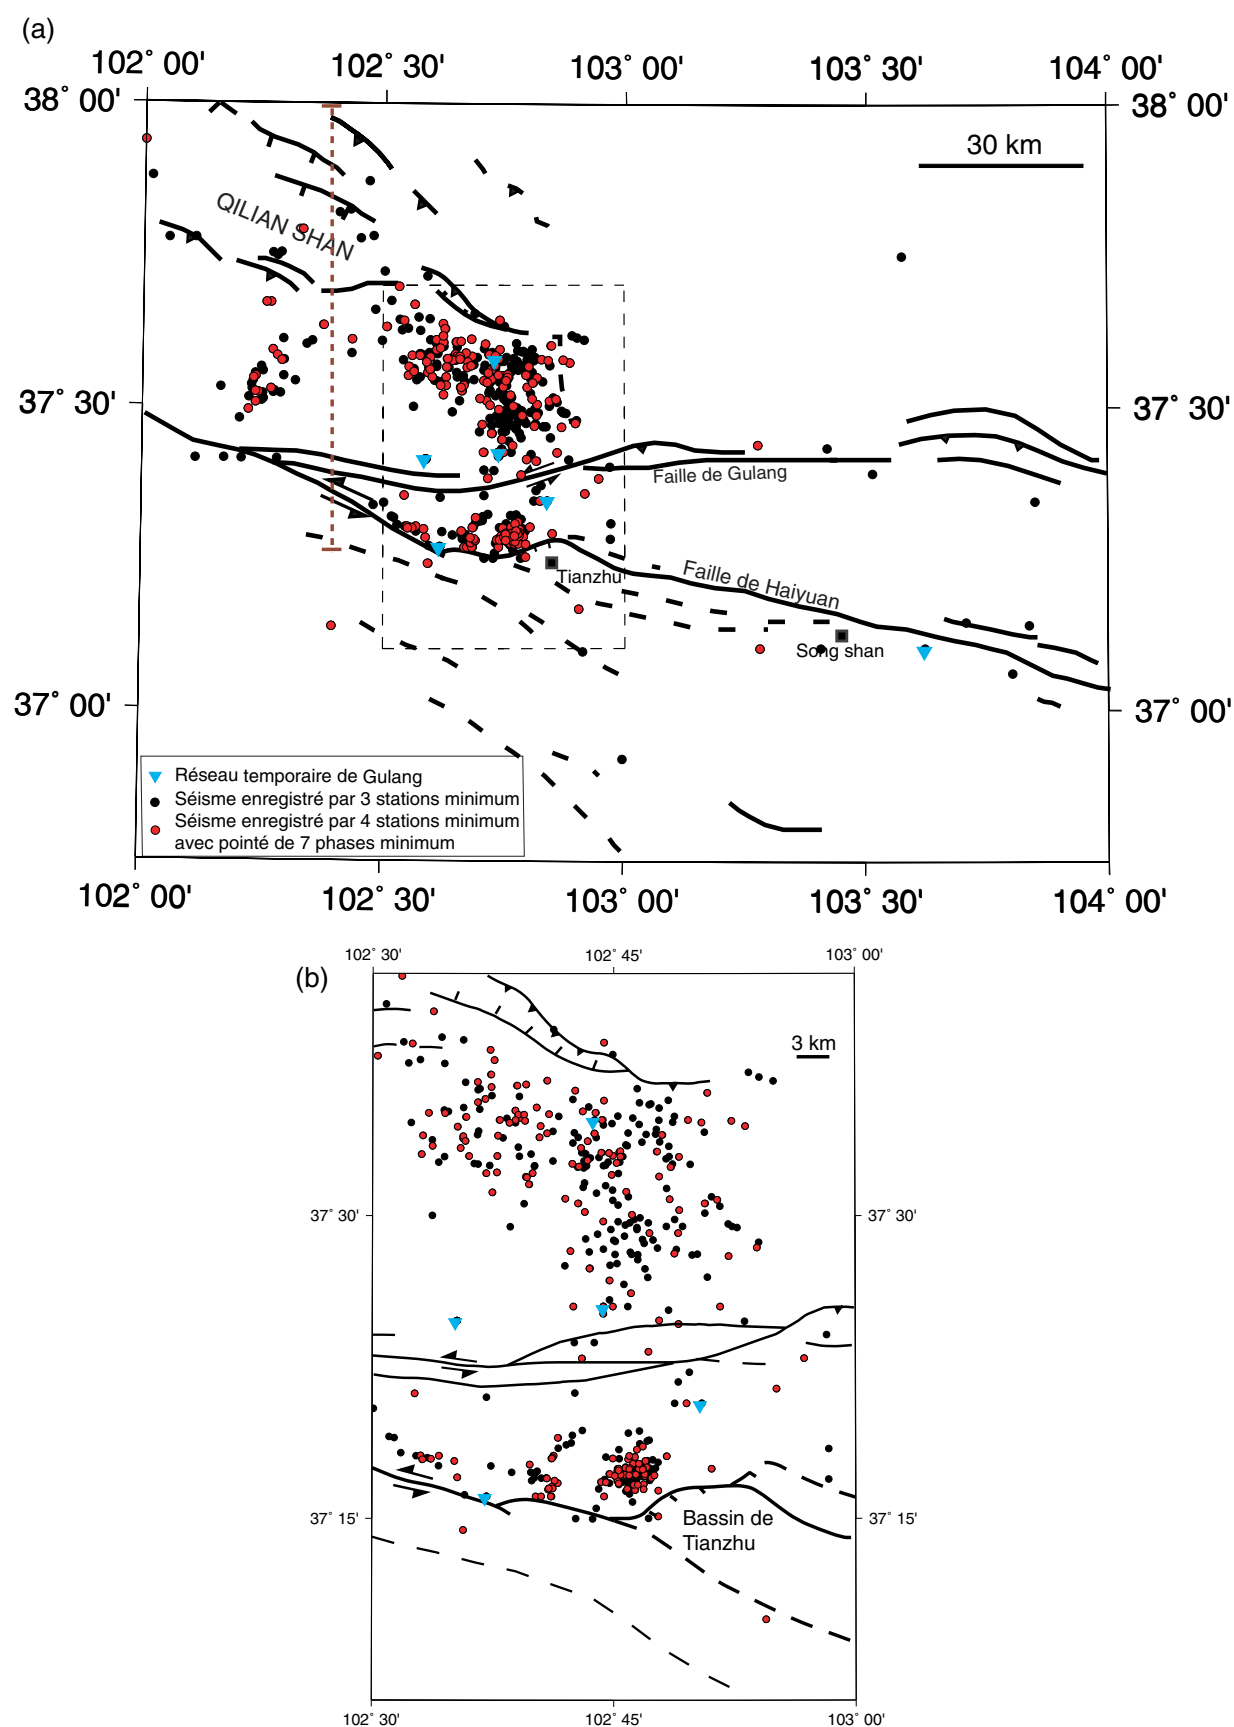 (a)
102° 00' 102° 30' 103° 00' 103° 30' 104° 00'
38° 00' 38° 00'
30 km
QILIAN SHAN
37° 30' 37° 30'
Faille de Gulang
Tianzhu
Faille de Haiyuan
Song shan
37° 00' 37° 00'
Réseau temporaire de Gulang
Séisme enregistré par 3 stations minimum
Séisme enregistré par 4 stations minimum
avec pointé de 7 phases minimum
102° 00' 102° 30' 103° 00' 103° 30' 104° 00'
(b)
102° 30' 102° 45' 103° 00'
3 km
37° 30' 37° 30'
37° 15' 37° 15'
Bassin de
Tianzhu
102° 30' 102° 45' 103° 00'